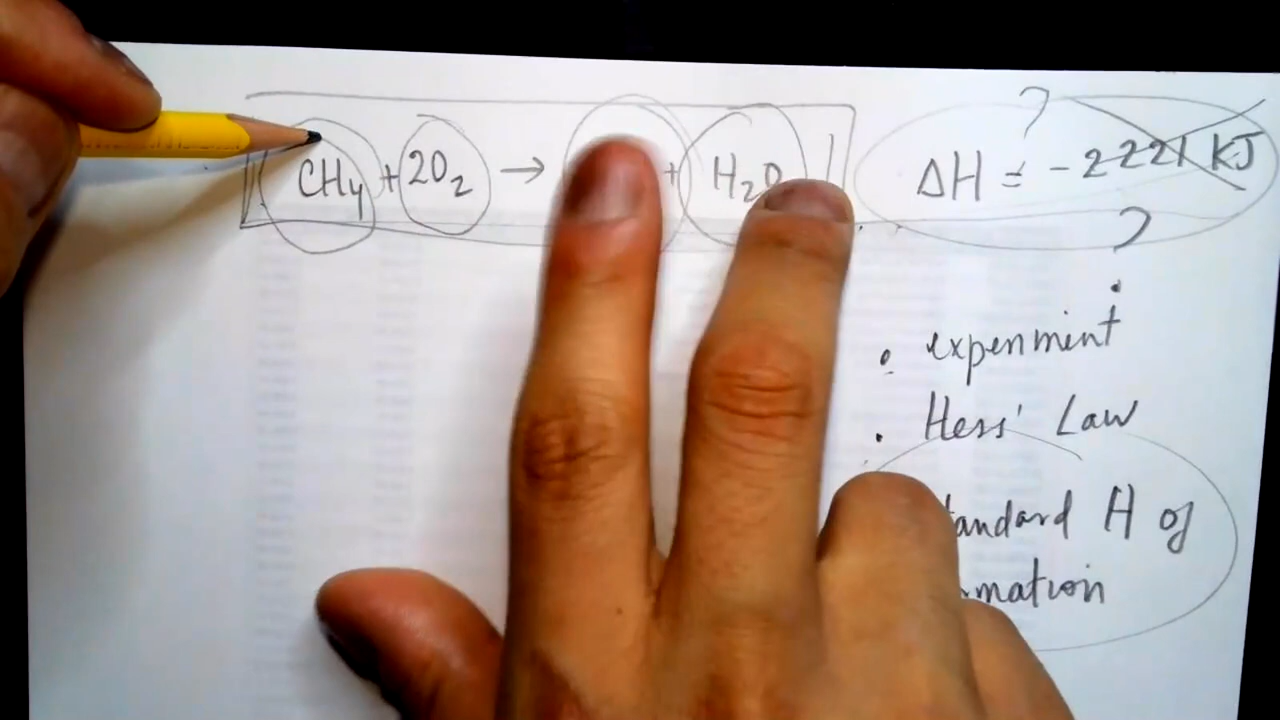 CH4 + 2O2 → + H2O ΔH = -2221 KJ
?
?
• experiment
• Hess' Law
tandard H of
mation